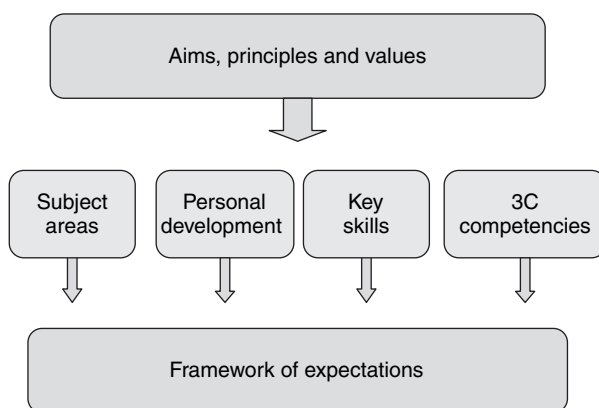 Aims, principles and values
Subject
areas
Personal
development
Key
skills
3C
competencies
Framework of expectations